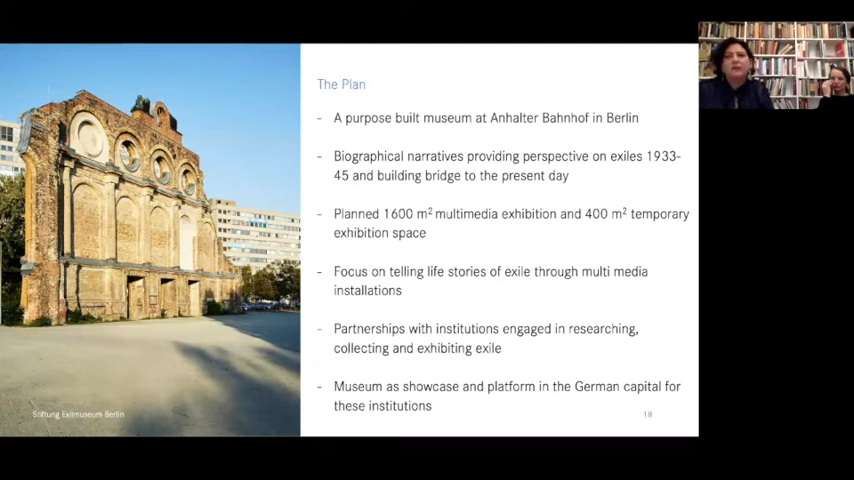 The Plan
- A purpose built museum at Anhalter Bahnhof in Berlin
- Biographical narratives providing perspective on exiles 1933-
45 and building bridge to the present day
- Planned 1600 m² multimedia exhibition and 400 m² temporary
exhibition space
- Focus on telling life stories of exile through multi media
installations
- Partnerships with institutions engaged in researching,
collecting and exhibiting exile
- Museum as showcase and platform in the German capital for
these institutions
Stiftung Exilmuseum Berlin
18